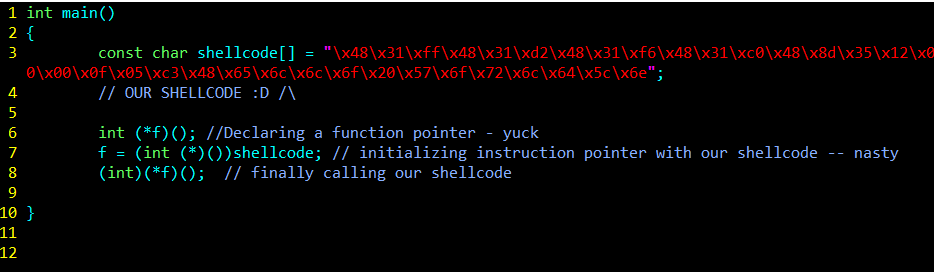 1 int main()
2 {
3 const char shellcode[] = "\x48\x31\xff\x48\x31\xd2\x48\x31\xf6\x48\x31\xc0\x48\x8d\x35\x12\x0
0\x00\x0f\x05\xc3\x48\x65\x6c\x6c\x6f\x20\x57\x6f\x72\x6c\x64\x5c\x6e";
4 // OUR SHELLCODE :D /\
5
6 int (*f)(); //Declaring a function pointer - yuck
7 f = (int (*)())shellcode; // initializing instruction pointer with our shellcode -- nasty
8 (int)(*f)(); // finally calling our shellcode
9
10 }
11
12